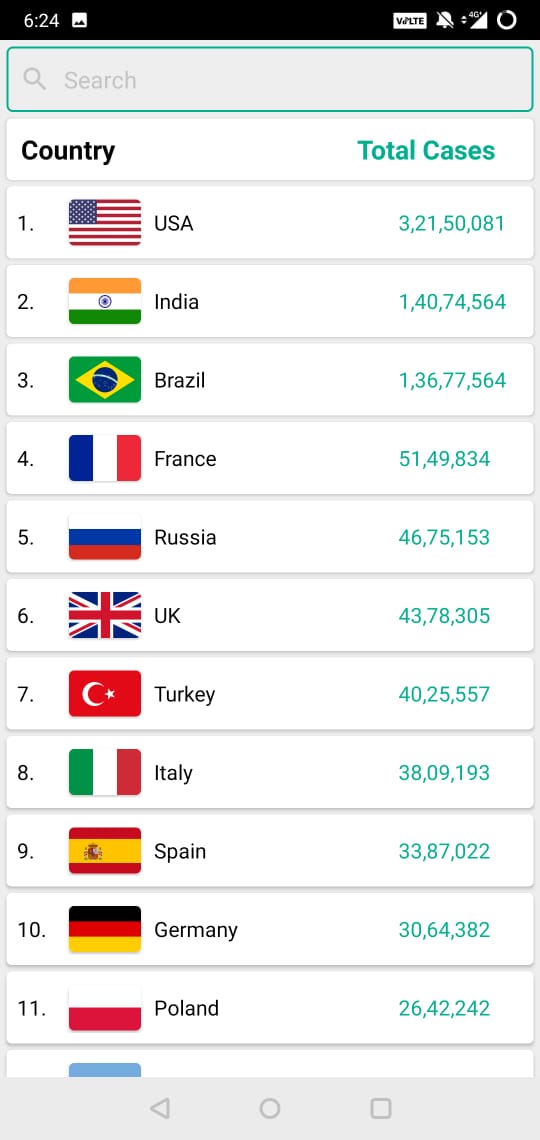 6:24 VoLTE 4G+
Search
Country Total Cases
1. USA 3,21,50,081
2. India 1,40,74,564
3. Brazil 1,36,77,564
4. France 51,49,834
5. Russia 46,75,153
6. UK 43,78,305
7. Turkey 40,25,557
8. Italy 38,09,193
9. Spain 33,87,022
10. Germany 30,64,382
11. Poland 26,42,242